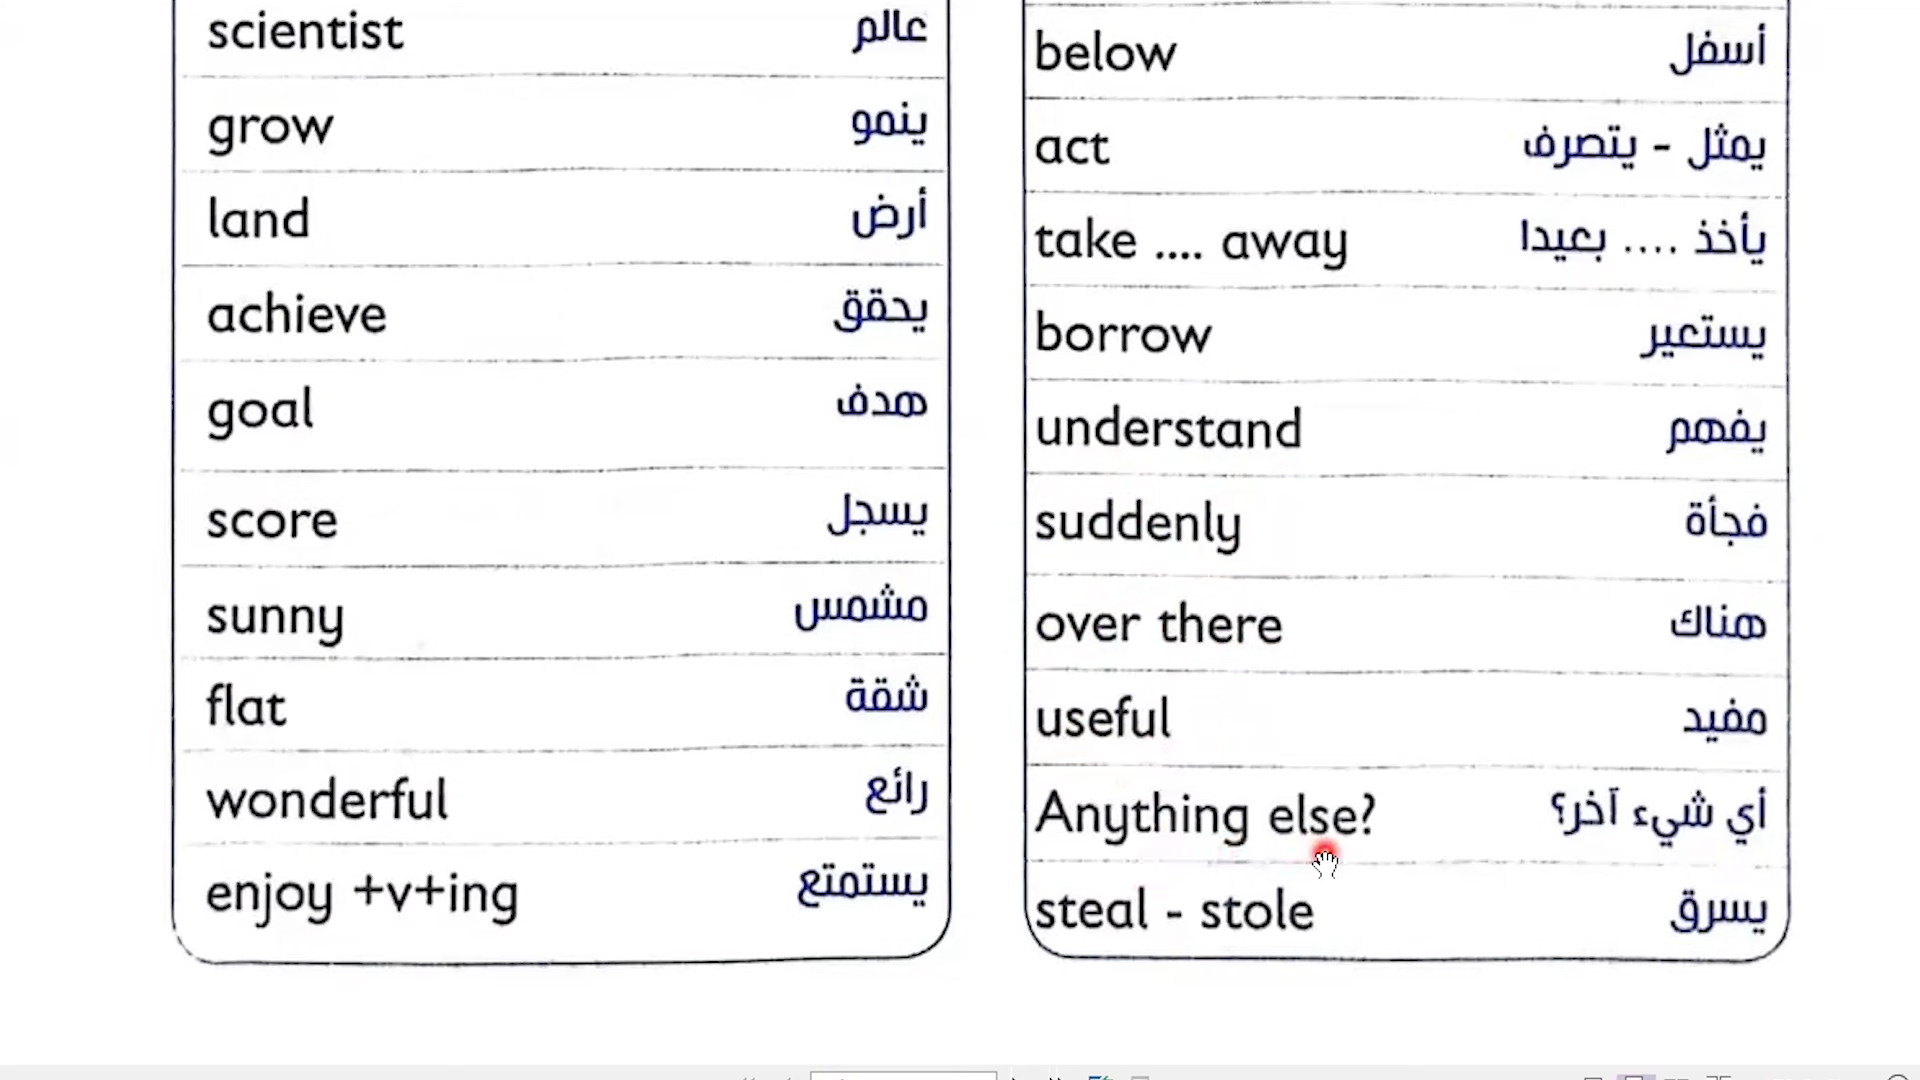 scientist عالم
grow ينمو
land أرض
achieve يحقق
goal هدف
score يسجل
sunny مشمس
flat شقة
wonderful رائع
enjoy +v+ing يستمتع
below أسفل
act يمثل - يتصرف
take .... away يأخذ .... بعيدا
borrow يستعير
understand يفهم
suddenly فجأة
over there هناك
useful مفيد
Anything else? أي شيء آخر؟
steal - stole يسرق